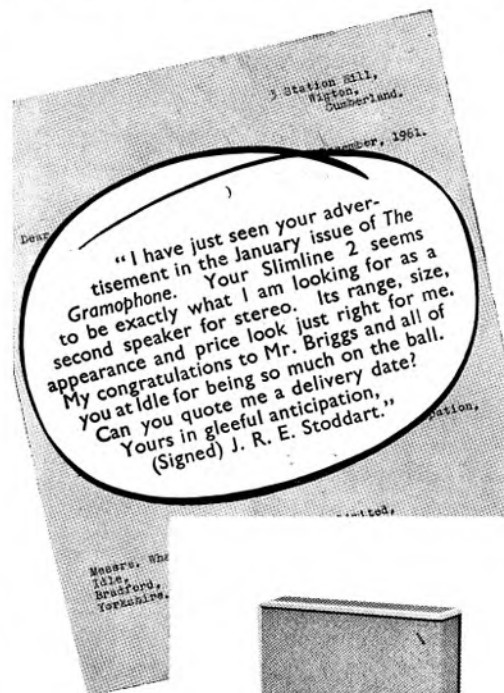 3 Station Hill,
Wigton,
Cumberland.
1961.
Dear
“I have just seen your adver-
tisement in the January issue of The
Gramophone. Your Slimline 2 seems
to be exactly what I am looking for as a
second speaker for stereo. Its range, size,
appearance and price look just right for me.
My congratulations to Mr. Briggs and all of
you at Idle for being so much on the ball.
Can you quote me a delivery date?
Yours in gleeful anticipation,
(Signed) J. R. E. Stoddart.”
Messrs.
Idle,
Bradford,
Yorkshire.